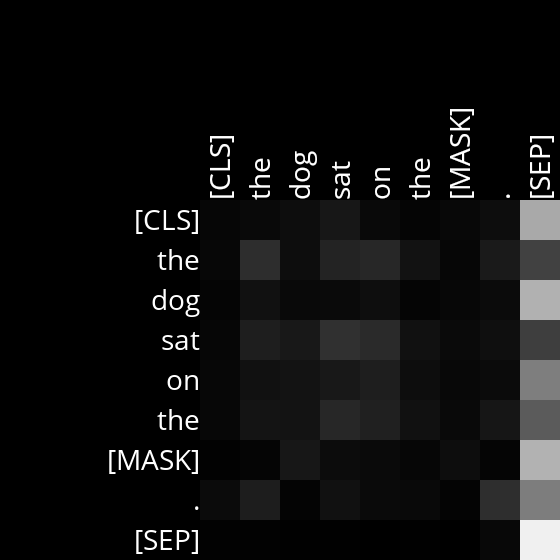 [CLS] the dog sat on the [MASK] . [SEP]
[CLS]
the
dog
sat
on
the
[MASK]
.
[SEP]